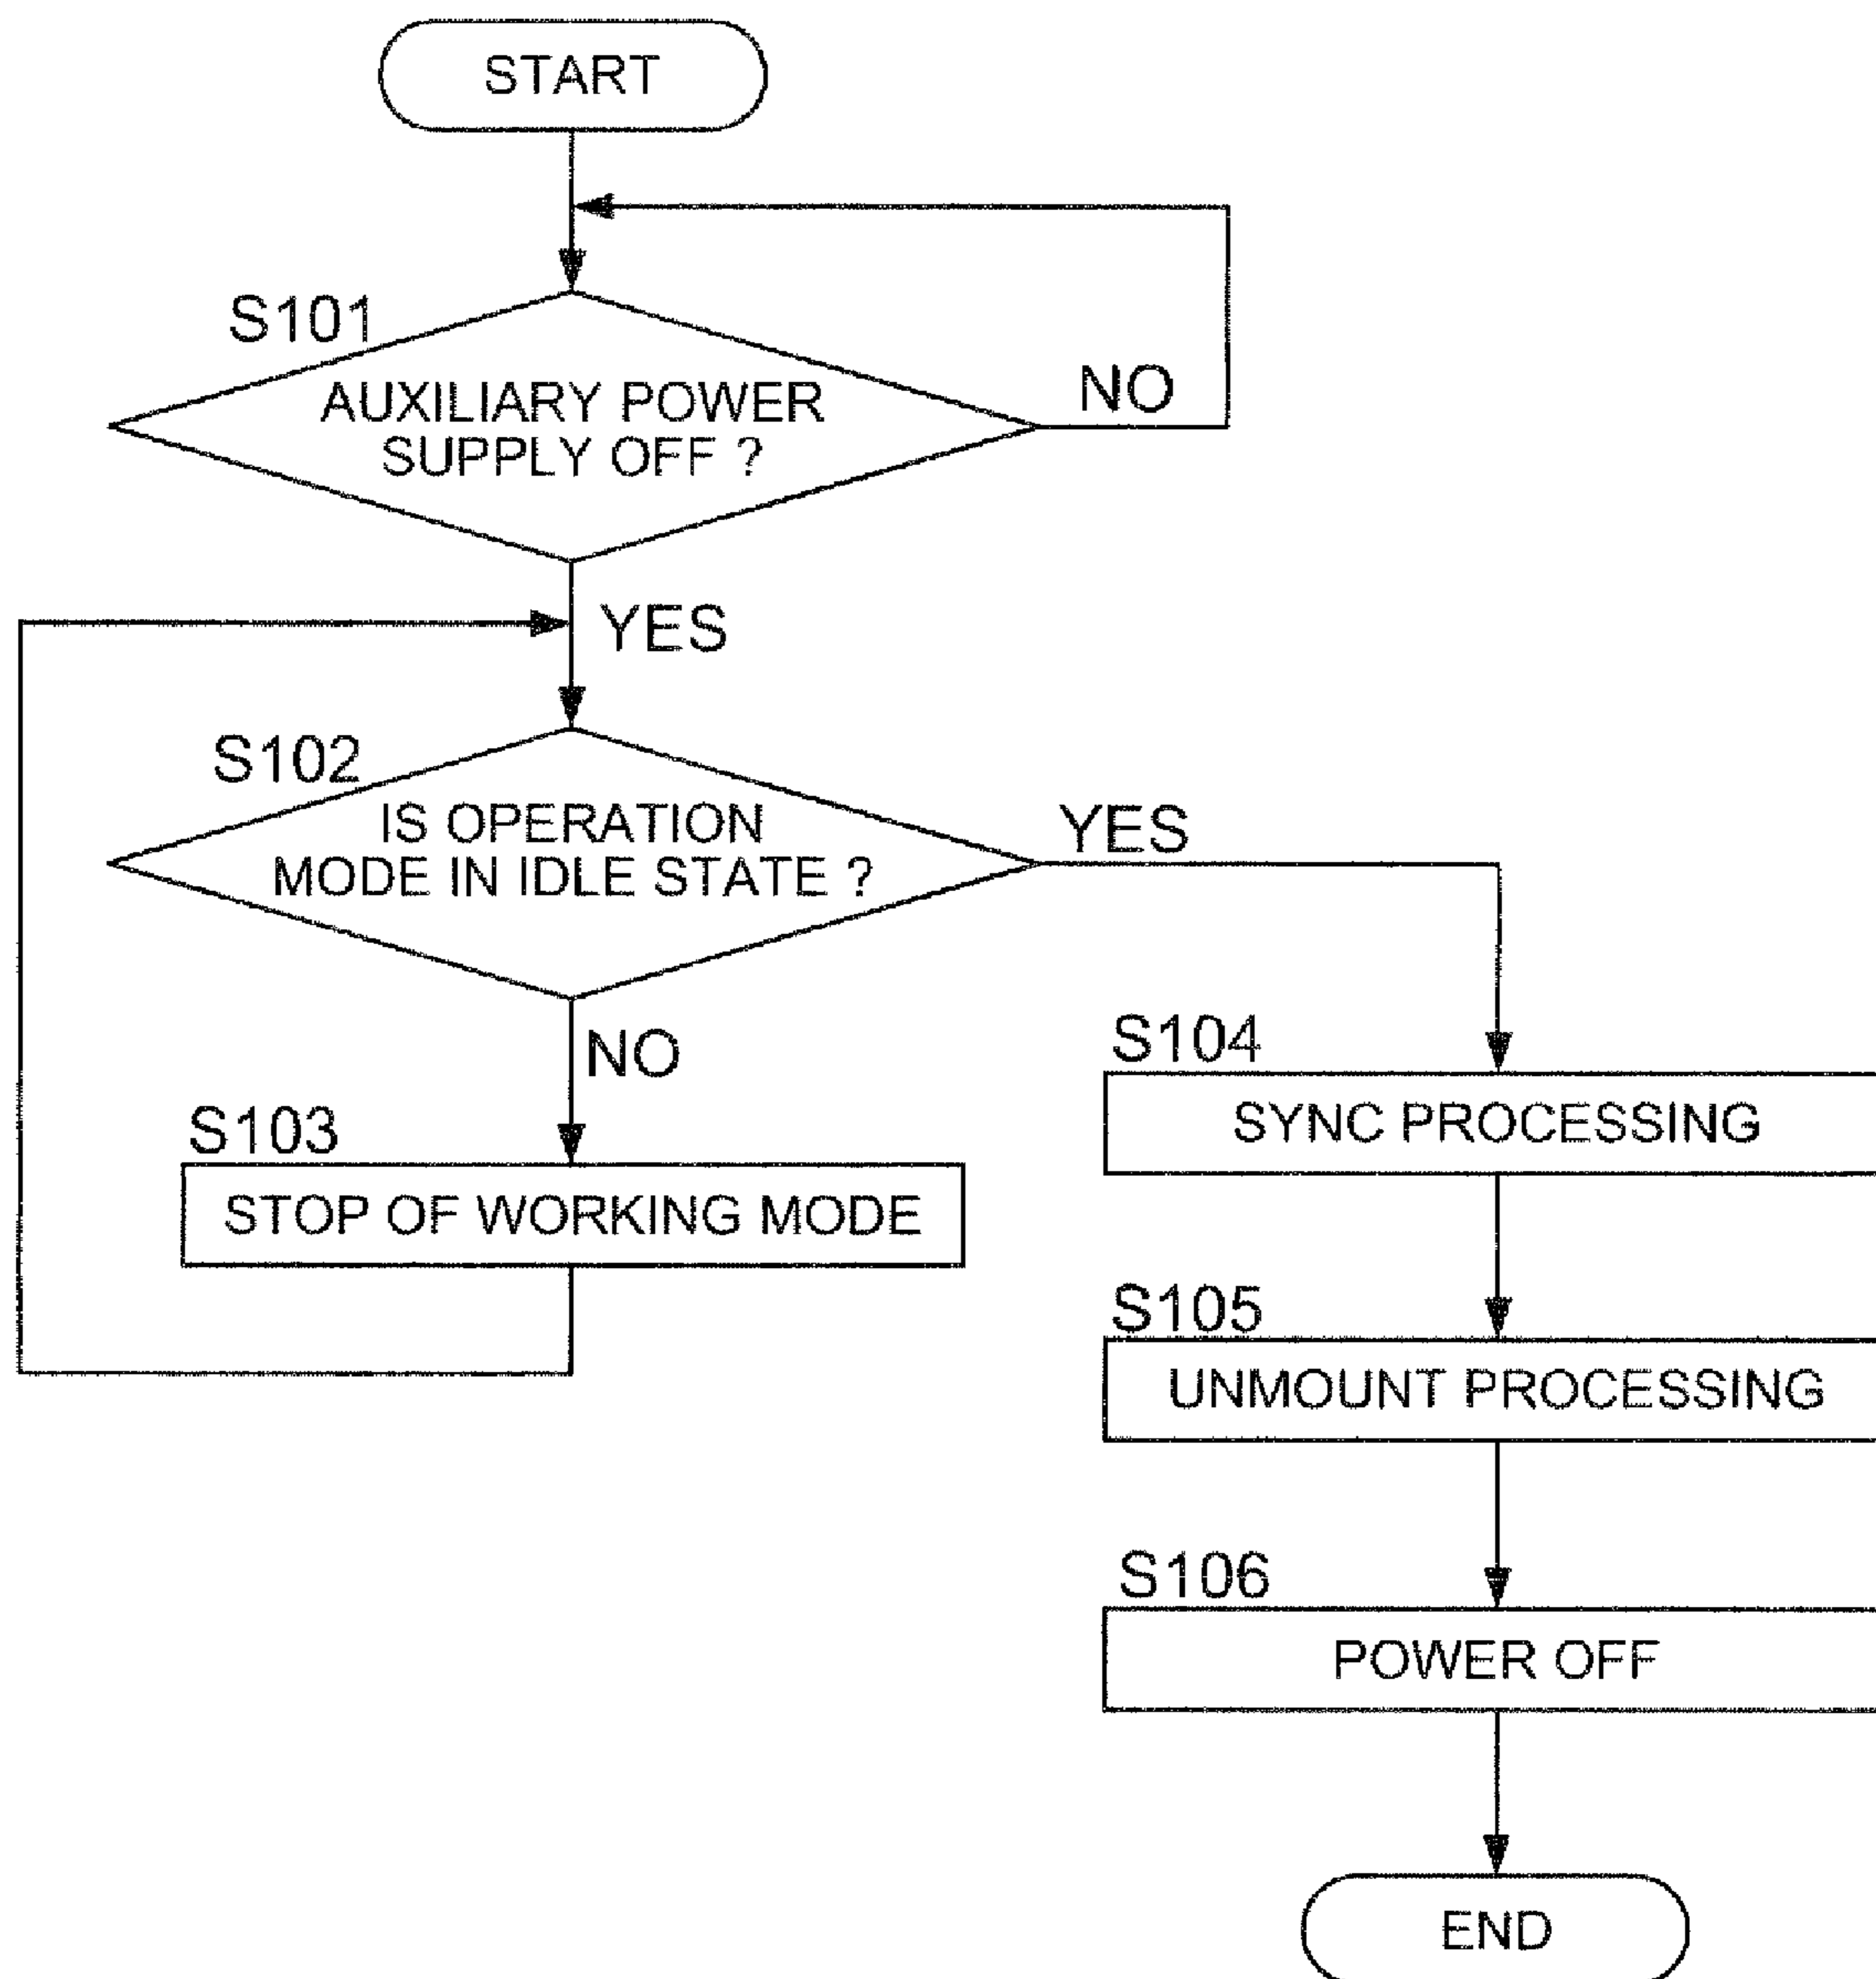 START
S101
AUXILIARY POWER
SUPPLY OFF ?
NO
YES
S102
IS OPERATION
MODE IN IDLE STATE ?
YES
NO
S103
STOP OF WORKING MODE
S104
SYNC PROCESSING
S105
UNMOUNT PROCESSING
S106
POWER OFF
END